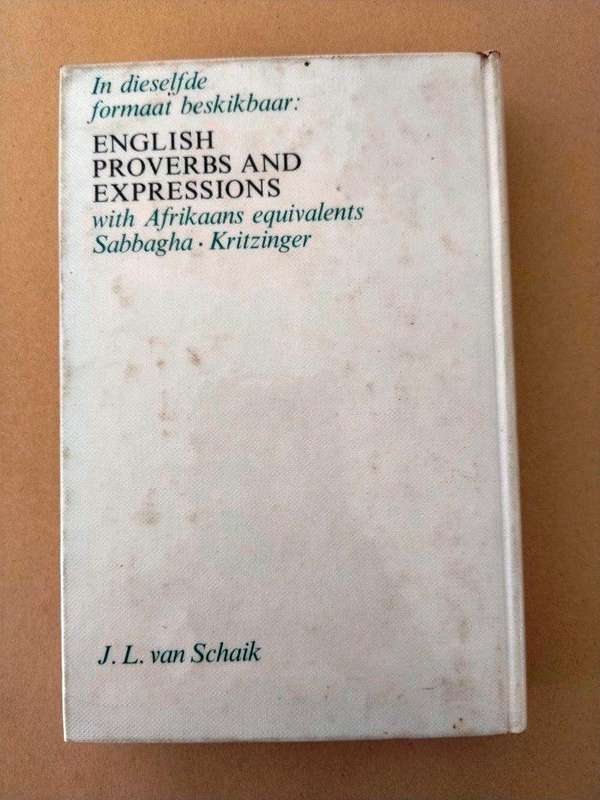 In dieselfde
formaat beskikbaar:
ENGLISH
PROVERBS AND
EXPRESSIONS
with Afrikaans equivalents
Sabbagha · Kritzinger
J. L. van Schaik